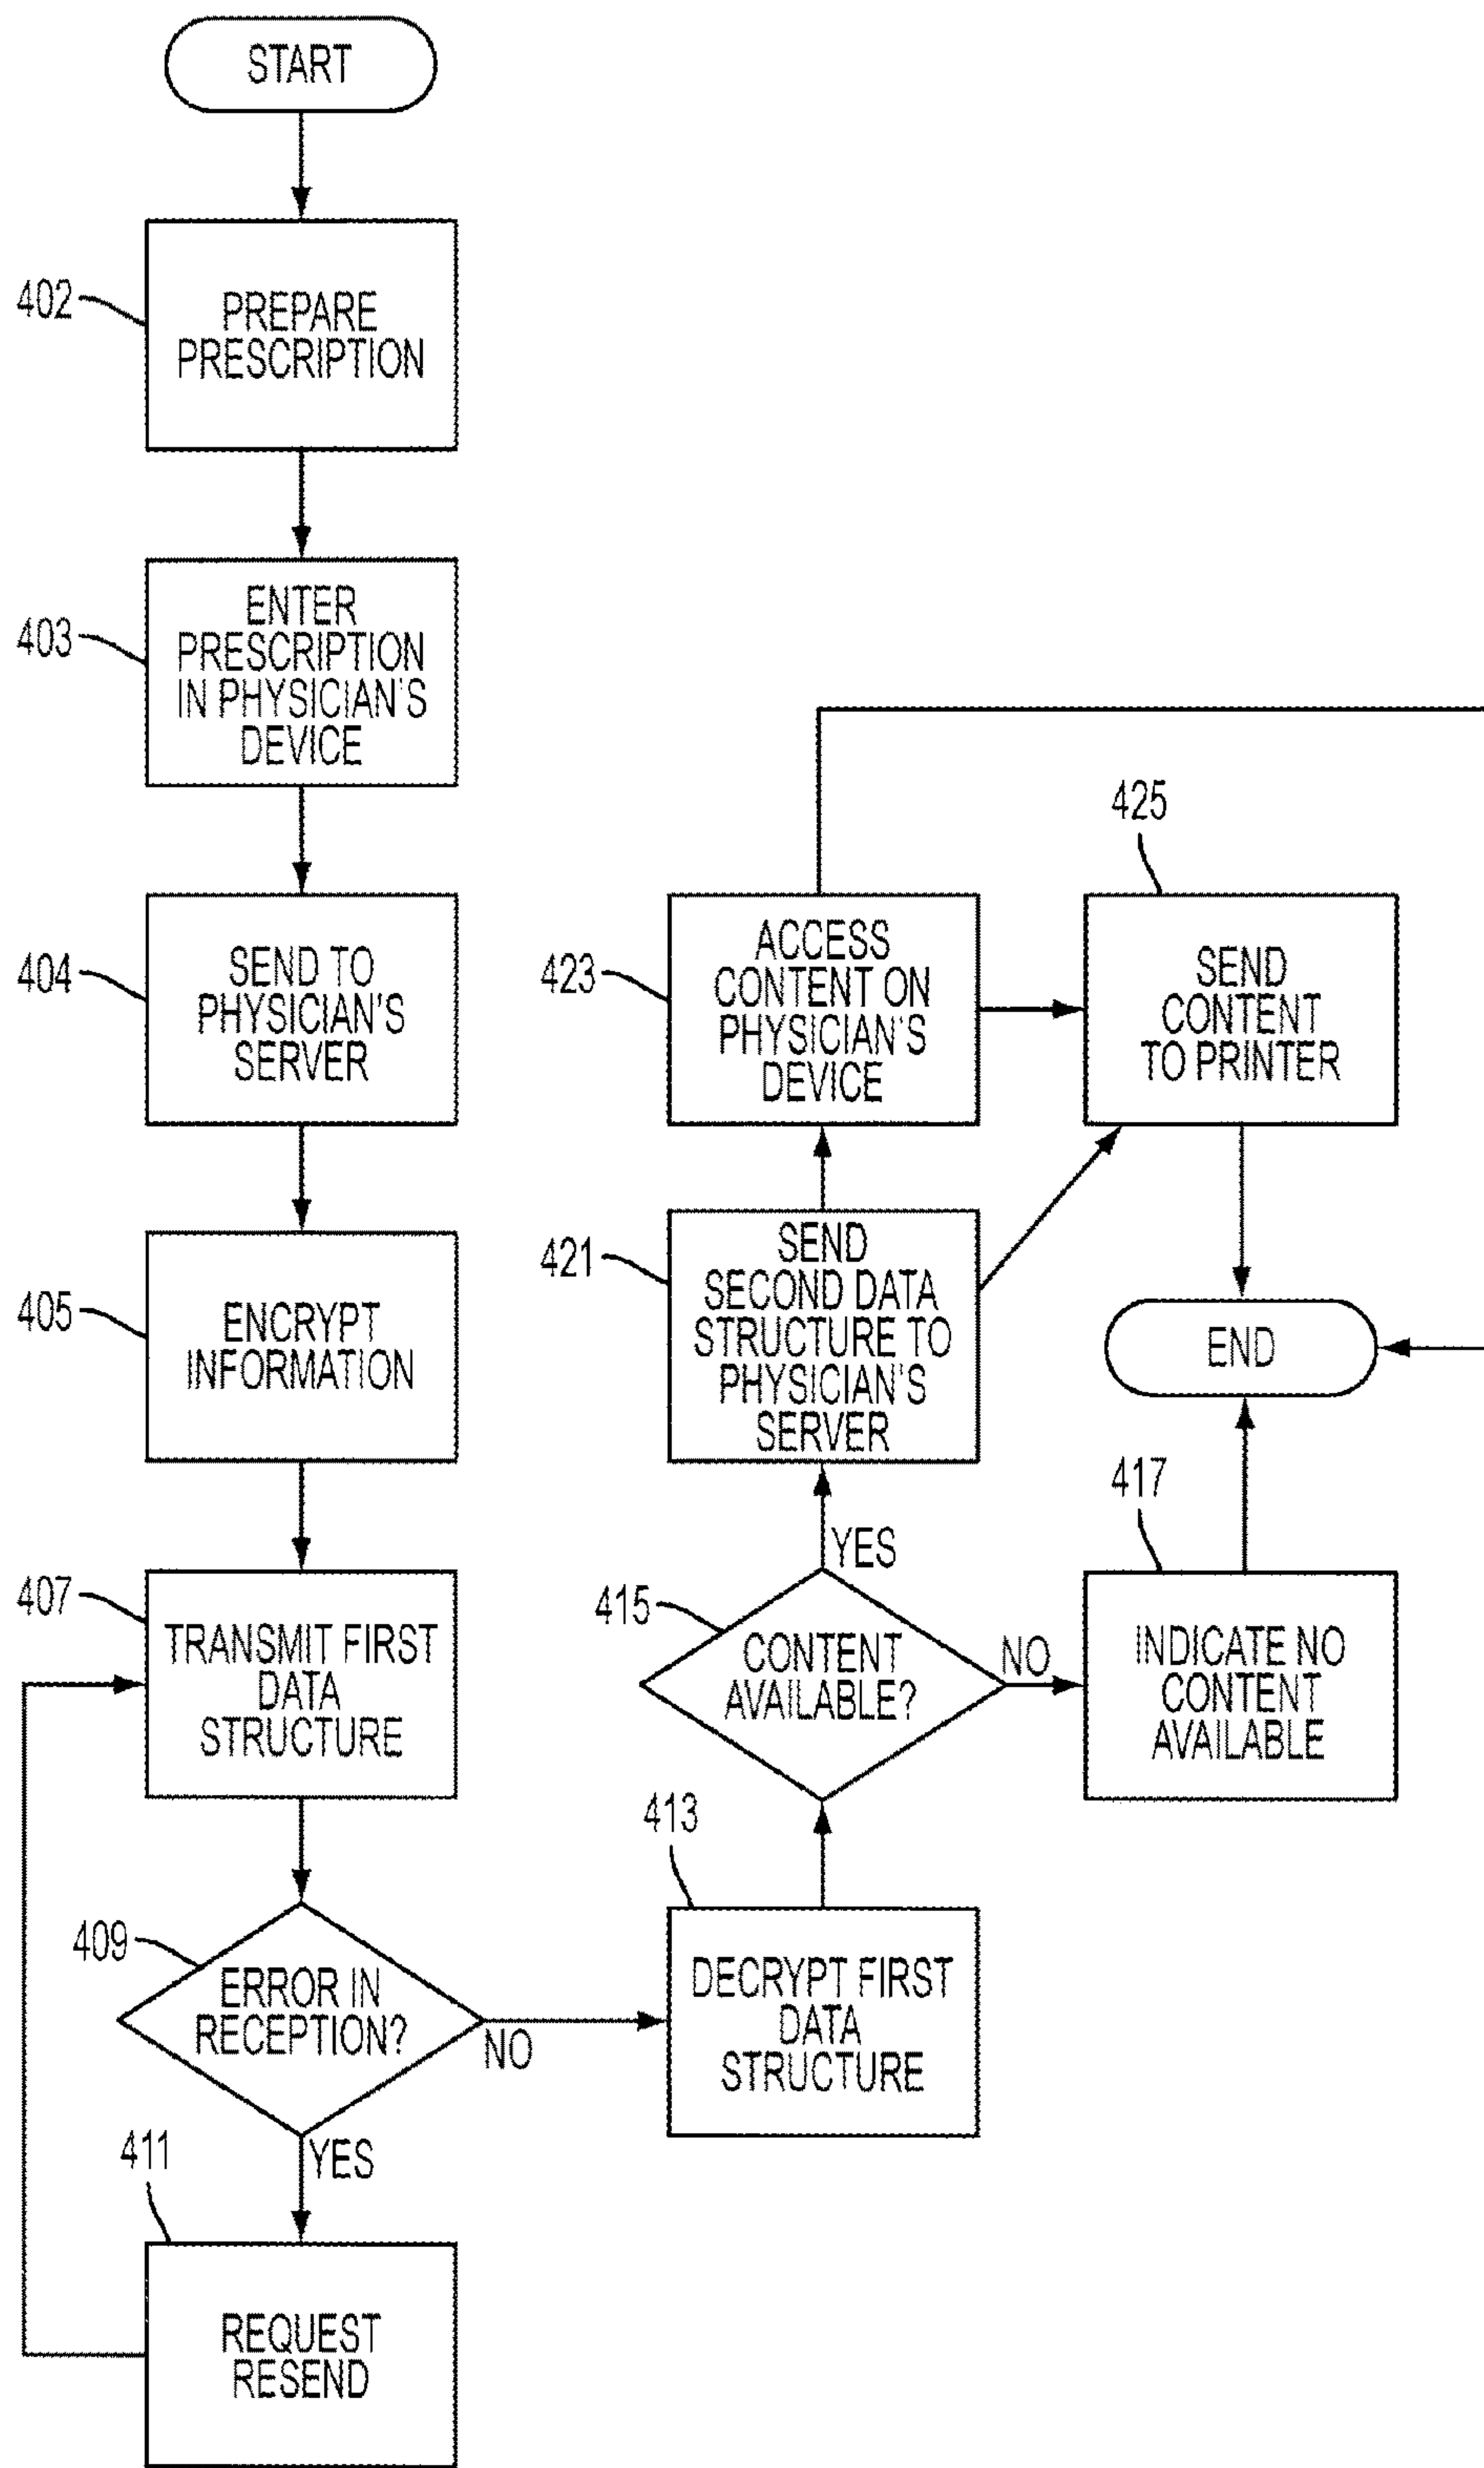 START
402
PREPARE
PRESCRIPTION
403
ENTER
PRESCRIPTION
IN PHYSICIAN'S
DEVICE
404
SEND TO
PHYSICIAN'S
SERVER
405
ENCRYPT
INFORMATION
407
TRANSMIT FIRST
DATA
STRUCTURE
409
ERROR IN
RECEPTION?
NO
YES
411
REQUEST
RESEND
413
DECRYPT FIRST
DATA
STRUCTURE
415
CONTENT
AVAILABLE?
YES
NO
417
INDICATE NO
CONTENT
AVAILABLE
421
SEND
SECOND DATA
STRUCTURE TO
PHYSICIAN'S
SERVER
423
ACCESS
CONTENT ON
PHYSICIAN'S
DEVICE
425
SEND
CONTENT
TO PRINTER
END